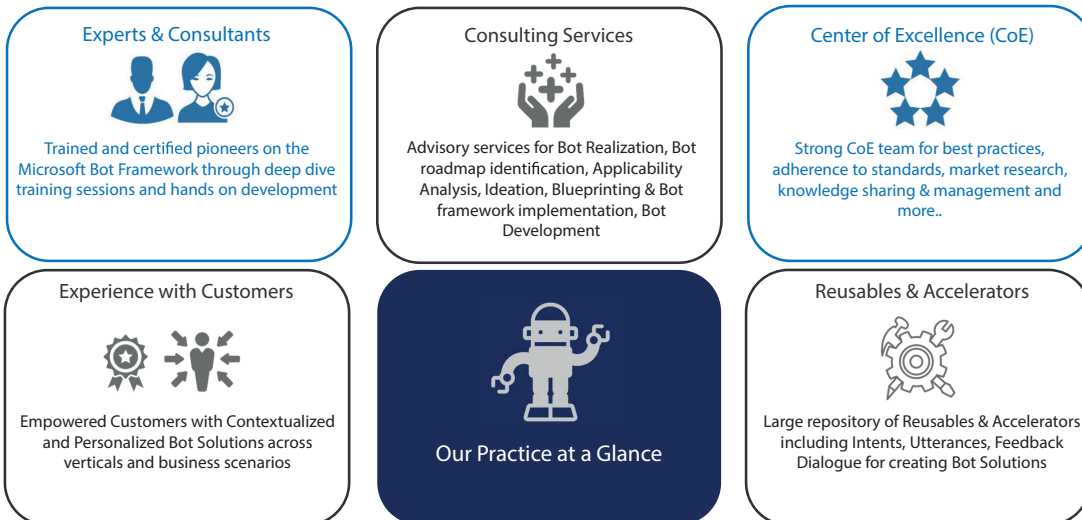 Experts & Consultants
Trained and certified pioneers on the
Microsoft Bot Framework through deep dive
training sessions and hands on development
Consulting Services
Advisory services for Bot Realization, Bot
roadmap identification, Applicability
Analysis, Ideation, Blueprinting & Bot
framework implementation, Bot
Development
Center of Excellence (CoE)
Strong CoE team for best practices,
adherence to standards, market research,
knowledge sharing & management and
more..
Experience with Customers
Empowered Customers with Contextualized
and Personalized Bot Solutions across
verticals and business scenarios
Our Practice at a Glance
Reusables & Accelerators
Large repository of Reusables & Accelerators
including Intents, Utterances, Feedback
Dialogue for creating Bot Solutions